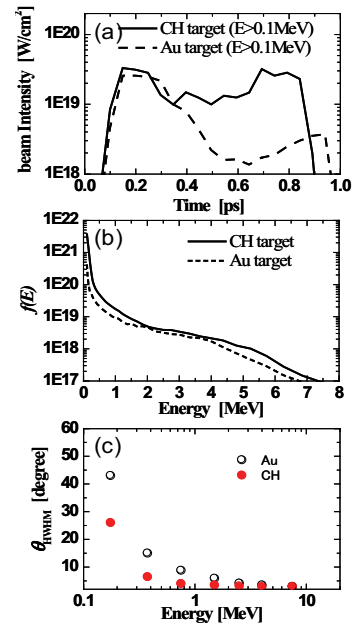 (a)
CH target (E>0.1MeV)
Au target (E>0.1MeV)
beam Intensity [W/cm²]
1E20
1E19
1E18
0.0 0.2 0.4 0.6 0.8 1.0
Time [ps]
(b)
CH target
Au target
f(E)
1E22
1E21
1E20
1E19
1E18
1E17
0 1 2 3 4 5 6 7 8
Energy [MeV]
(c)
Au
CH
θHWHM [degree]
60
50
40
30
20
10
0.1 1 10
Energy [MeV]